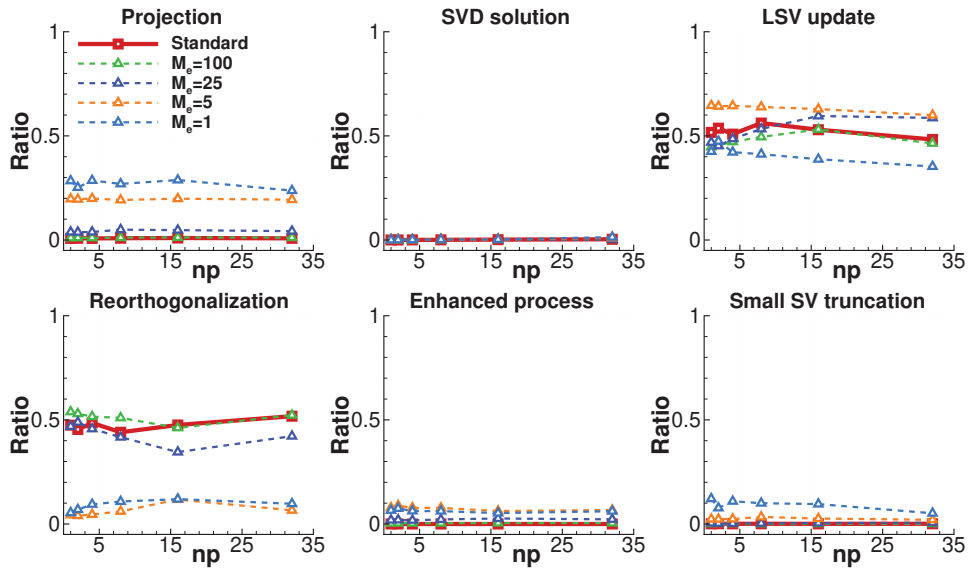 Projection
SVD solution
LSV update
1
Standard
M_e=100
M_e=25
M_e=5
M_e=1
Ratio
0.5
0
5
15
25
35
np
1
Ratio
0.5
0
5
15
25
35
np
1
Ratio
0.5
0
5
15
25
35
np
Reorthogonalization
Enhanced process
Small SV truncation
1
Ratio
0.5
0
5
15
25
35
np
1
Ratio
0.5
0
5
15
25
35
np
1
Ratio
0.5
0
5
15
25
35
np